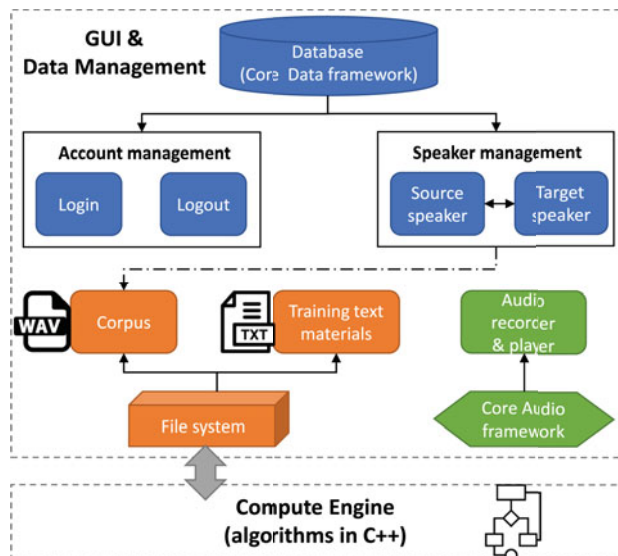 GUI &
Data Management
Database
(Core Data framework)
Account management
Login
Logout
Speaker management
Source
speaker
Target
speaker
WAV
Corpus
TXT
Training text
materials
Audio
recorder
& player
File system
Core Audio
framework
Compute Engine
(algorithms in C++)